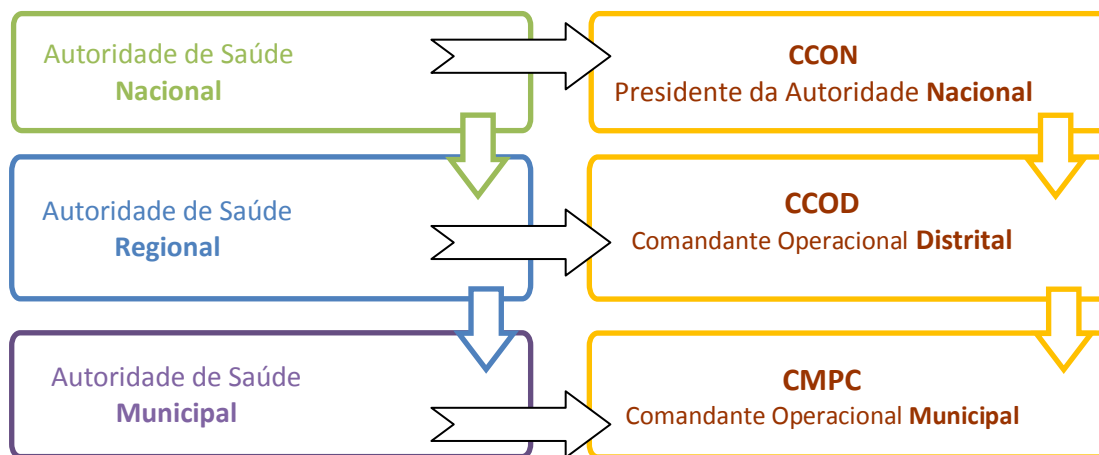 Autoridade de Saúde
Nacional
CCON
Presidente da Autoridade Nacional
Autoridade de Saúde
Regional
CCOD
Comandante Operacional Distrital
Autoridade de Saúde
Municipal
CMPC
Comandante Operacional Municipal